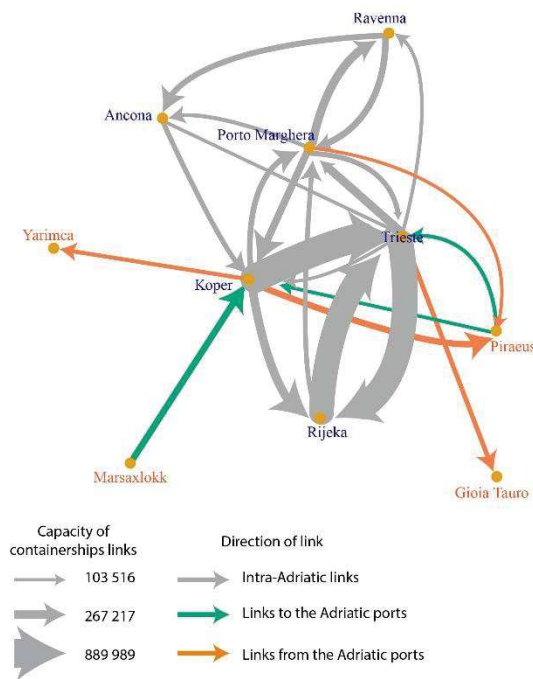 Ravenna
Ancona
Porto Marghera
Yarimca
Trieste
Koper
Piraeus
Rijeka
Marsaxlokk
Gioia Tauro
Capacity of
containerships links
Direction of link
103 516
Intra-Adriatic links
267 217
Links to the Adriatic ports
889 989
Links from the Adriatic ports